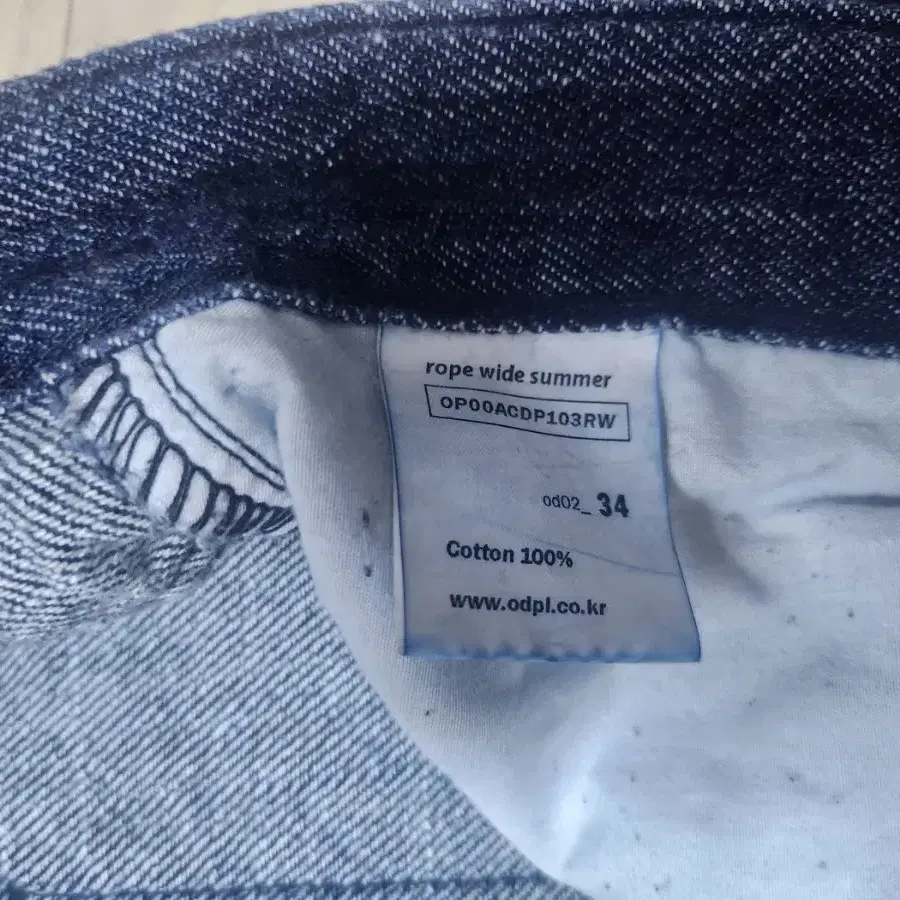 rope wide summer
OP00ACDP103RW
od02_ 34
Cotton 100%
www.odpl.co.kr